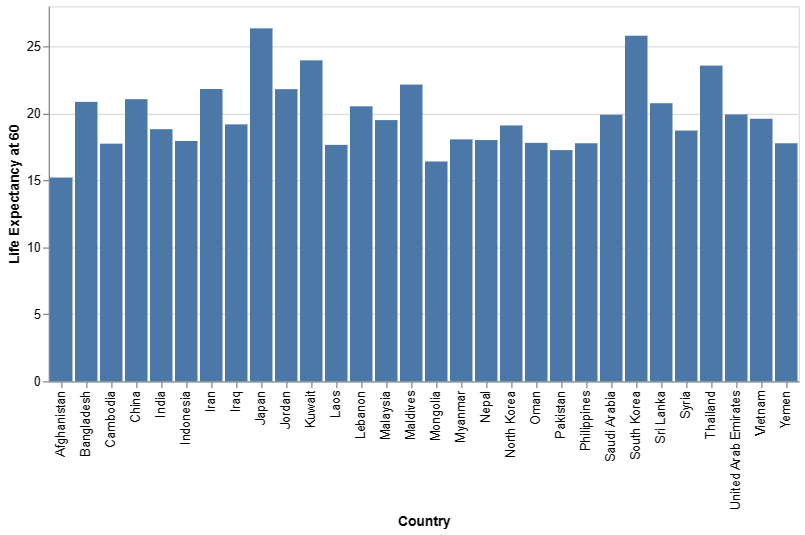 Life Expectancy at 60
25
20
15
10
5
0
Afghanistan
Bangladesh
Cambodia
China
India
Indonesia
Iran
Iraq
Japan
Jordan
Kuwait
Laos
Lebanon
Malaysia
Maldives
Mongolia
Myanmar
Nepal
North Korea
Oman
Pakistan
Philippines
Saudi Arabia
South Korea
Sri Lanka
Syria
Thailand
United Arab Emirates
Vietnam
Yemen
Country